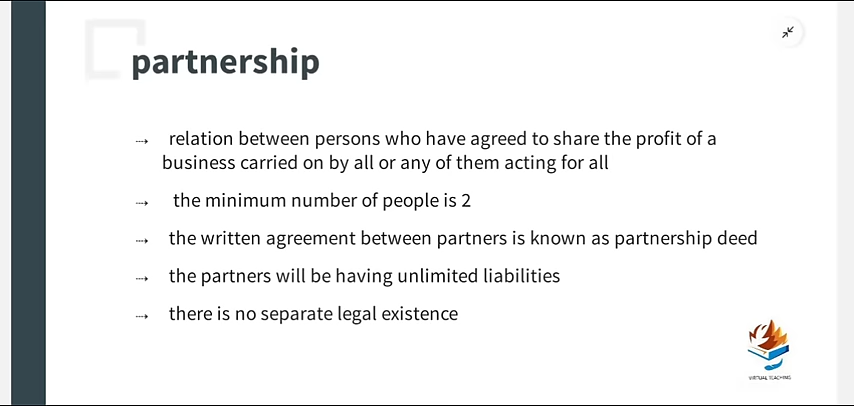 partnership
→ relation between persons who have agreed to share the profit of a
business carried on by all or any of them acting for all
→ the minimum number of people is 2
→ the written agreement between partners is known as partnership deed
→ the partners will be having unlimited liabilities
→ there is no separate legal existence
VIRTUAL TEACHING